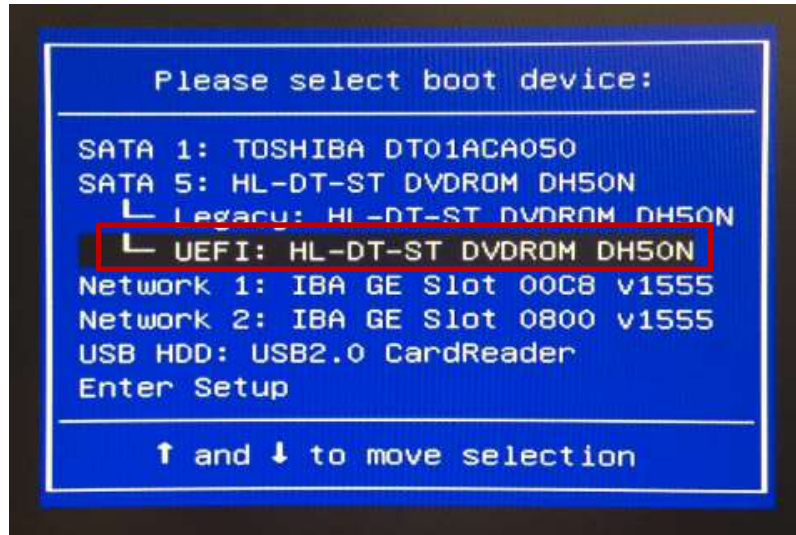 Please select boot device:
SATA 1: TOSHIBA DT01ACA050
SATA 5: HL-DT-ST DVDROM DH50N
Legacy: HL-DT-ST DVDROM DH50N
UEFI: HL-DT-ST DVDROM DH50N
Network 1: IBA GE Slot 00C8 v1555
Network 2: IBA GE Slot 0800 v1555
USB HDD: USB2.0 CardReader
Enter Setup
↑ and ↓ to move selection